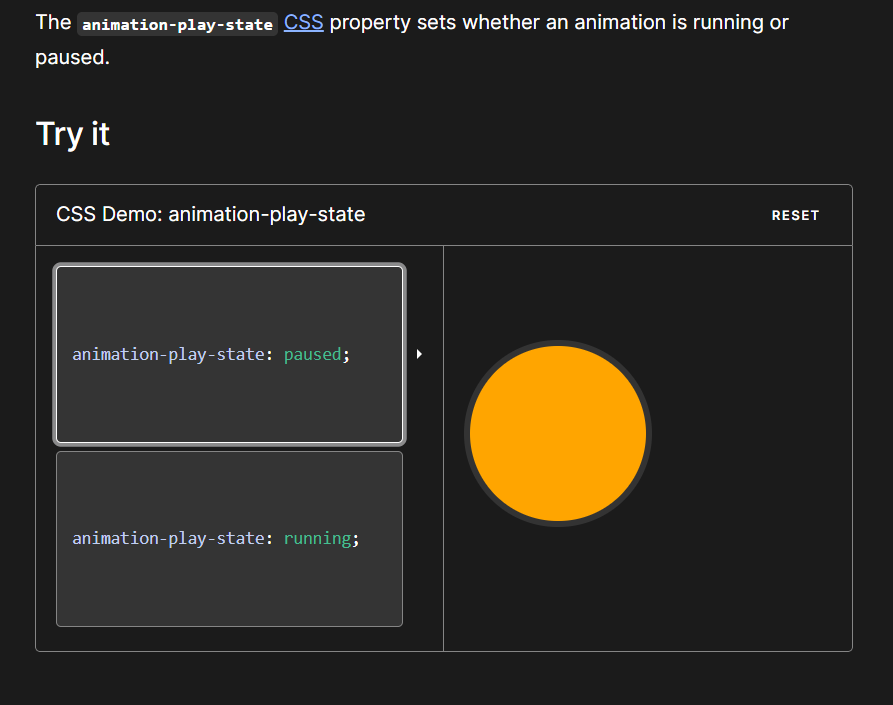 The animation-play-state CSS property sets whether an animation is running or
paused.
Try it
CSS Demo: animation-play-state
RESET
animation-play-state: paused;
animation-play-state: running;